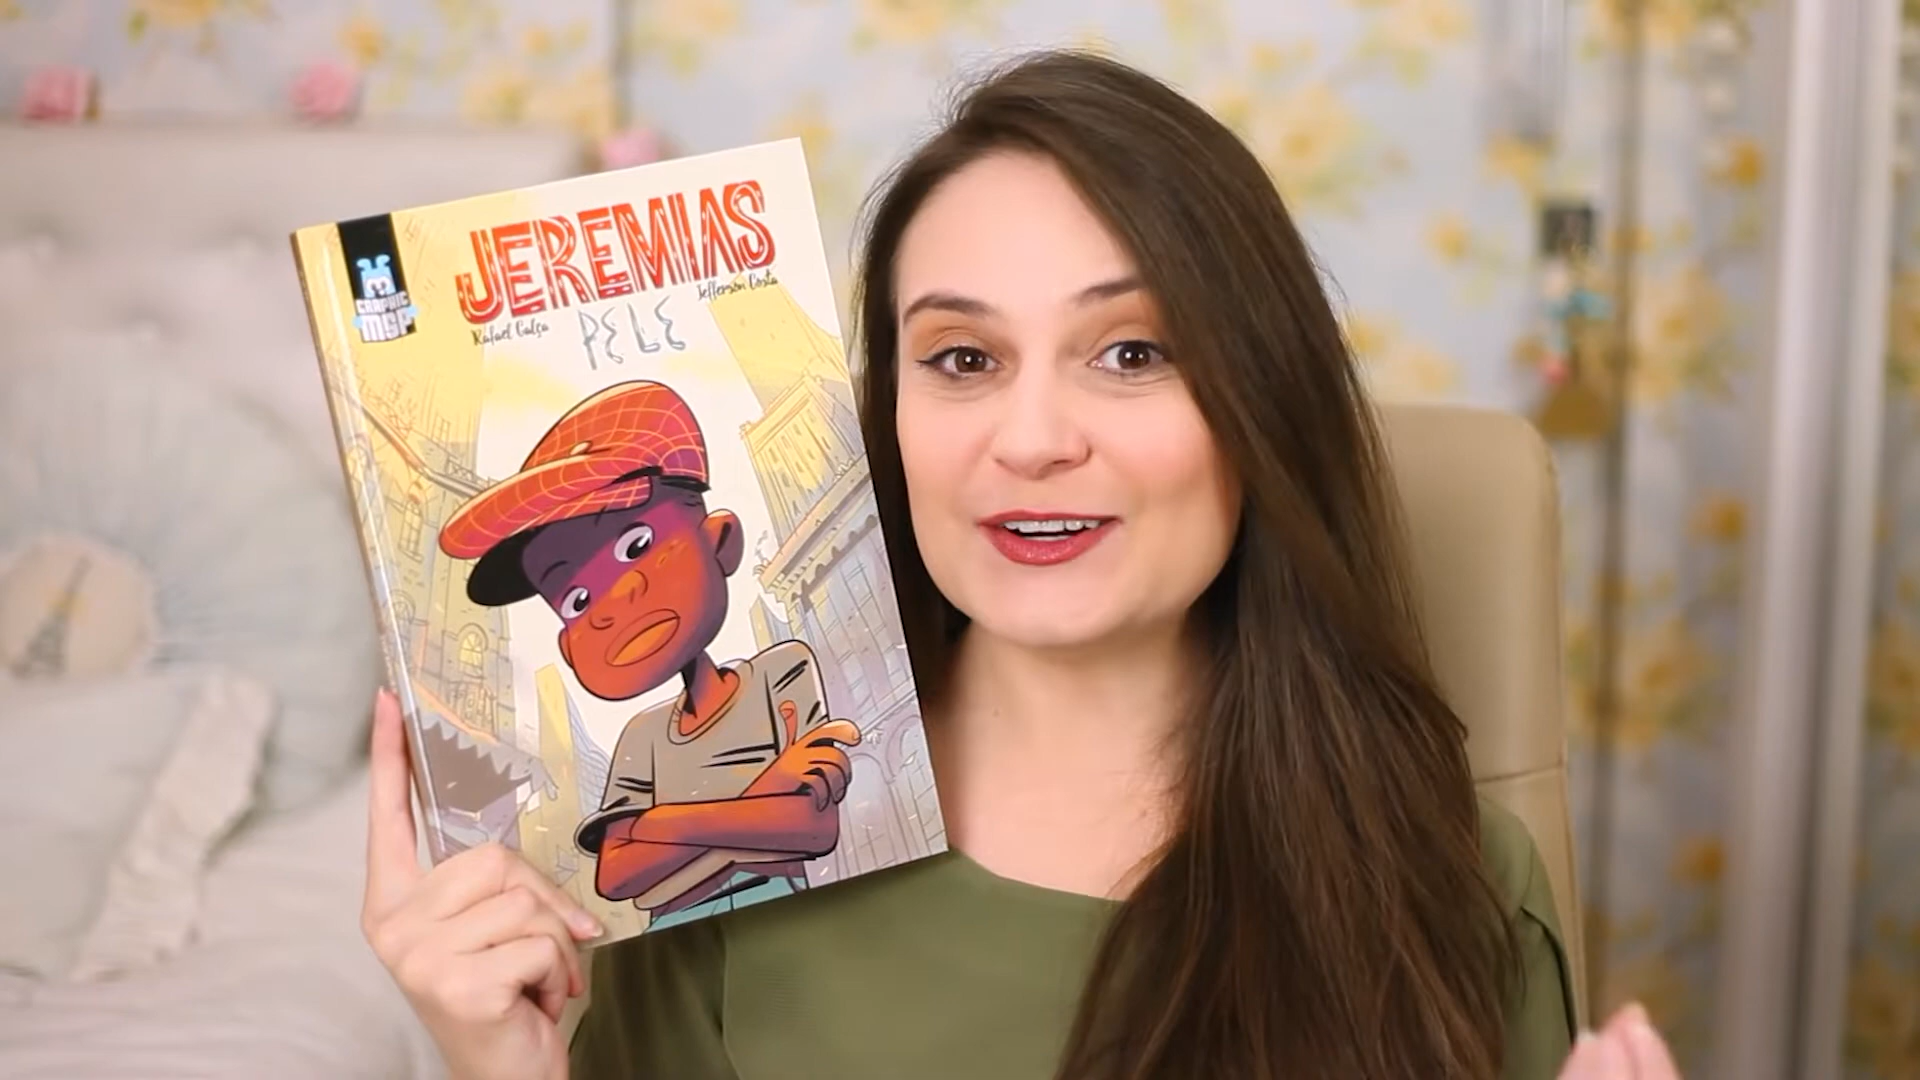 JEREMIAS
Rafael Calça
Jefferson Costa
PELE
GRAPHIC
MSP